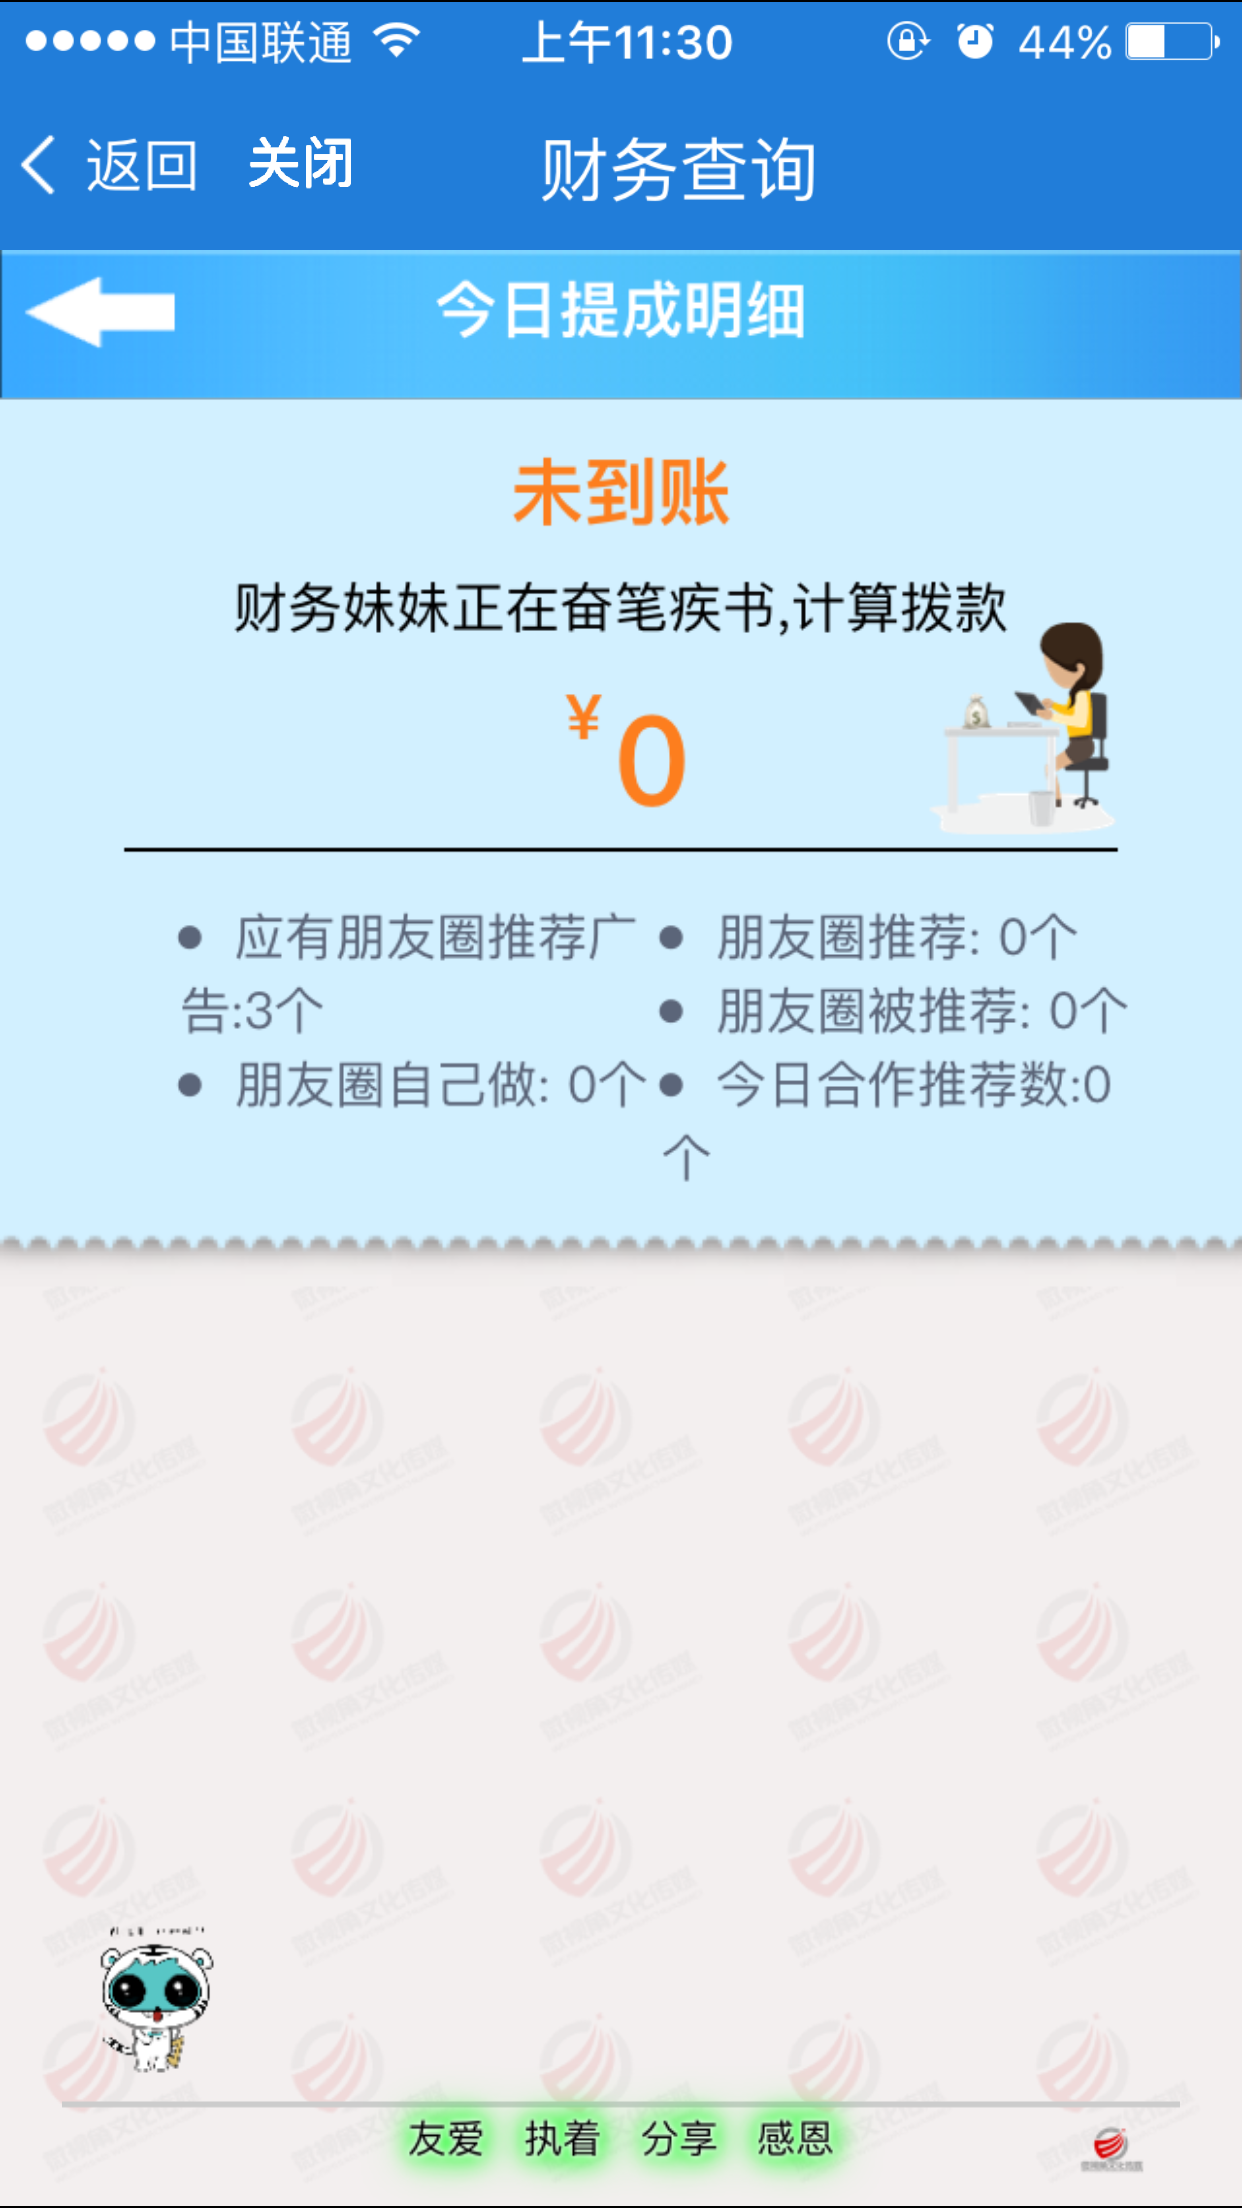 中国联通 上午11:30 44%
返回 关闭 财务查询
今日提成明细
未到账
财务妹妹正在奋笔疾书,计算拨款
¥0
应有朋友圈推荐广告:3个
朋友圈自己做: 0个
朋友圈推荐: 0个
朋友圈被推荐: 0个
今日合作推荐数:0个
友爱 执着 分享 感恩